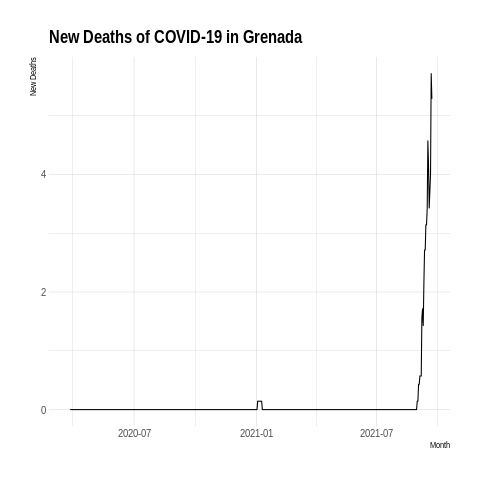 New Deaths of COVID-19 in Grenada
New Deaths
4
2
0
2020-07
2021-01
2021-07
Month